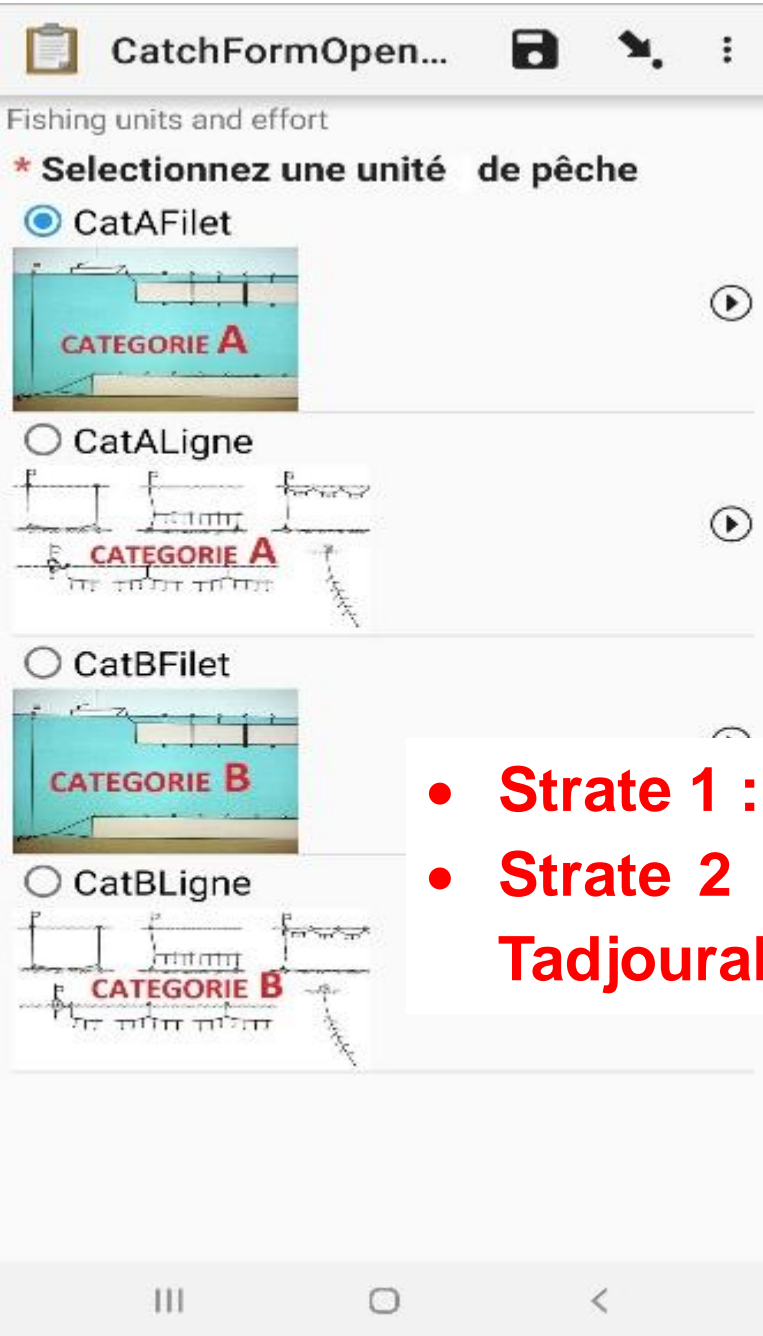 CatchFormOpen...
Fishing units and effort
* Selectionnez une unité de pêche
CatAFilet
CATEGORIE A
CatALigne
CATEGORIE A
CatBFilet
CATEGORIE B
• Strate 1 :
• Strate 2
Tadjoural
CatBLigne
CATEGORIE B